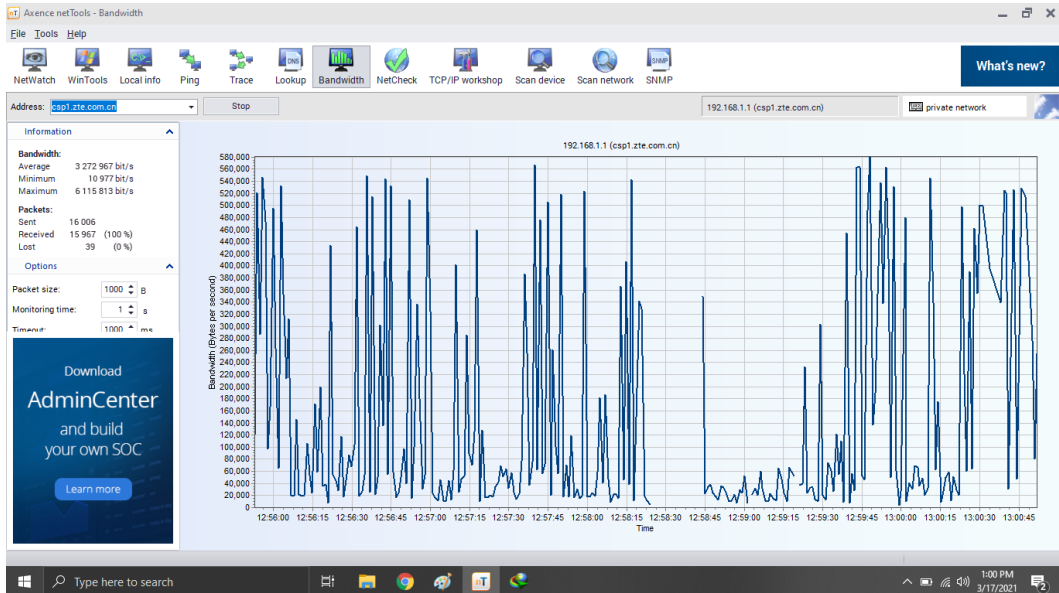 nT Axence netTools - Bandwidth
File Tools Help
NetWatch WinTools Local info Ping Trace Lookup Bandwidth NetCheck TCP/IP workshop Scan device Scan network SNMP
DNS
SNMP
What's new?
Address: csp1.zte.com.cn Stop 192.168.1.1 (csp1.zte.com.cn) private network
Information
Bandwidth:
Average 3 272 967 bit/s
Minimum 10 977 bit/s
Maximum 6 115 813 bit/s
Packets:
Sent 16 006
Received 15 967 (100 %)
Lost 39 (0 %)
Options
Packet size: 1000 B
Monitoring time: 1 s
Timeout: 1000 ms
Download
AdminCenter
and build
your own SOC
Learn more
192.168.1.1 (csp1.zte.com.cn)
Bandwidth (Bytes per second)
580,000
560,000
540,000
520,000
500,000
480,000
460,000
440,000
420,000
400,000
380,000
360,000
340,000
320,000
300,000
280,000
260,000
240,000
220,000
200,000
180,000
160,000
140,000
120,000
100,000
80,000
60,000
40,000
20,000
0
12:56:00 12:56:15 12:56:30 12:56:45 12:57:00 12:57:15 12:57:30 12:57:45 12:58:00 12:58:15 12:58:30 12:58:45 12:59:00 12:59:15 12:59:30 12:59:45 13:00:00 13:00:15 13:00:30 13:00:45
Time
Type here to search
nT
1:00 PM
3/17/2021
2